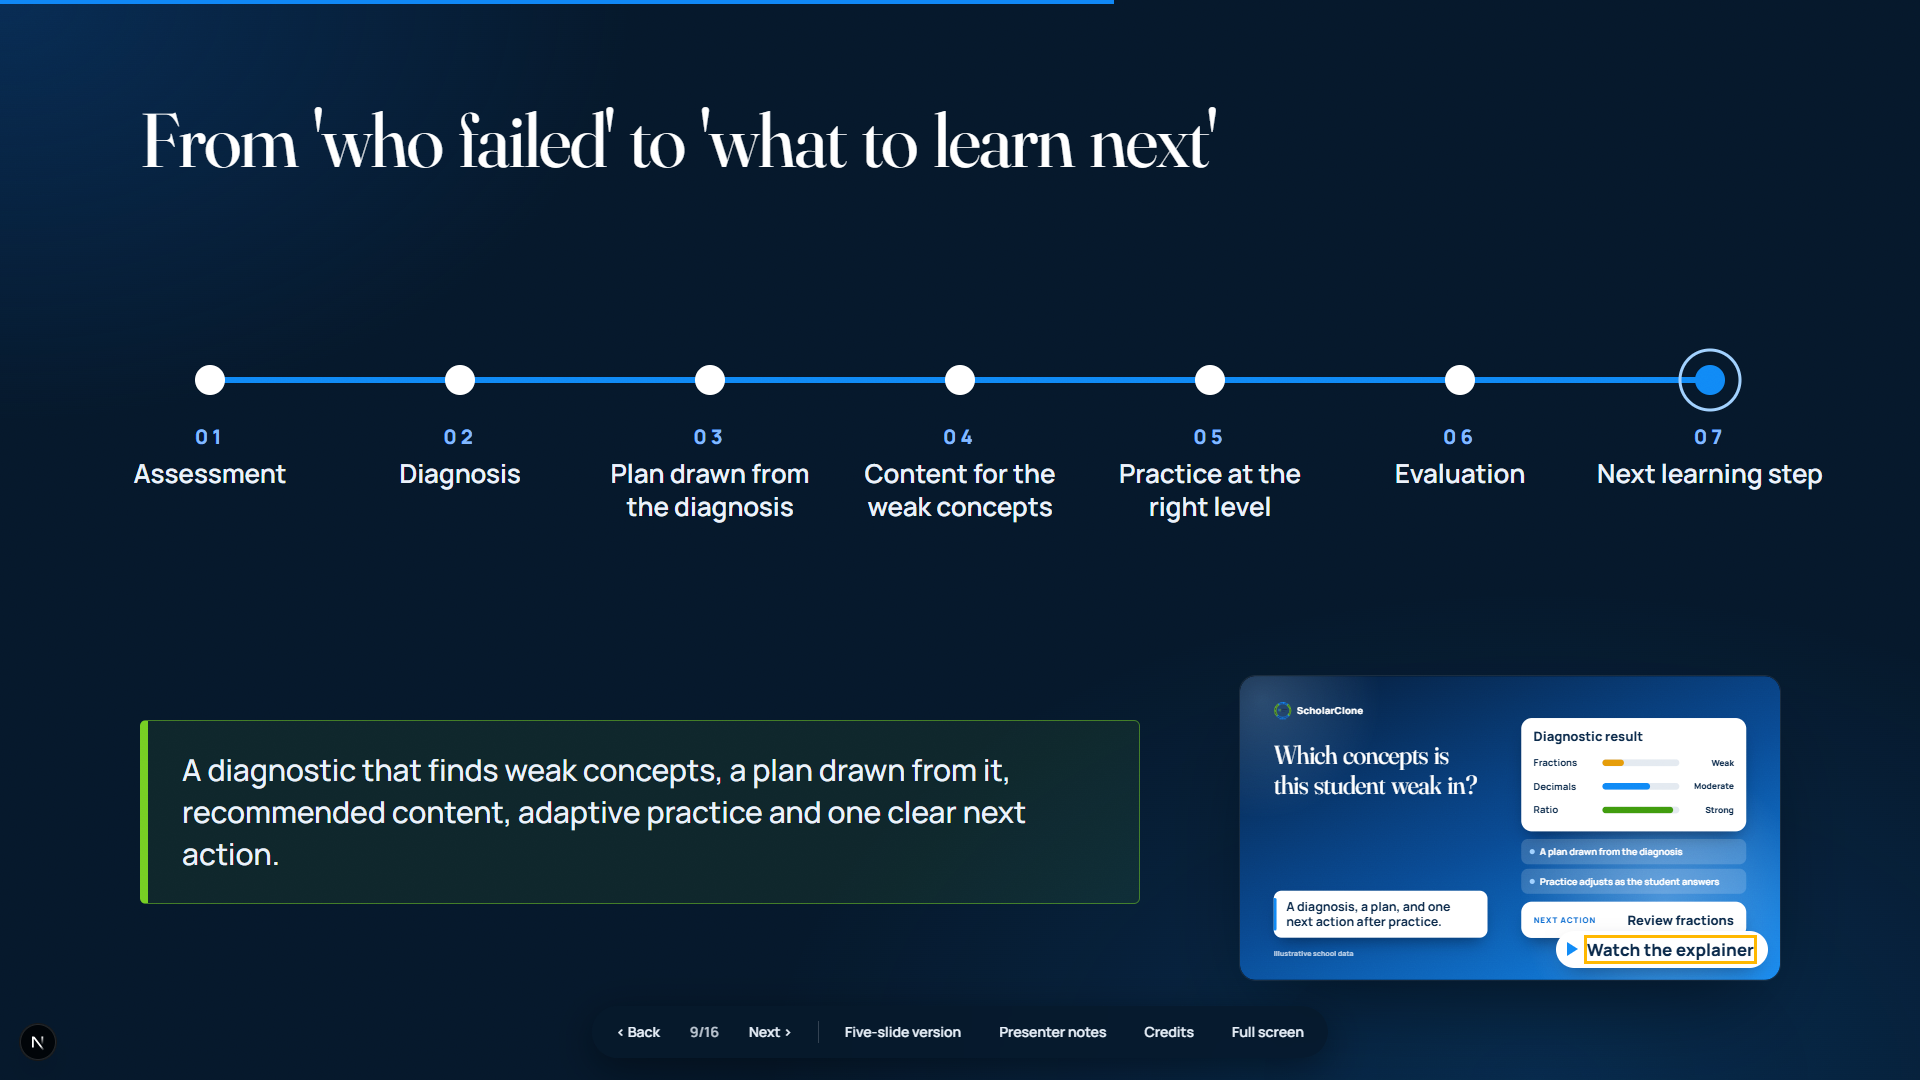 From 'who failed' to 'what to learn next'
01
Assessment
02
Diagnosis
03
Plan drawn from
the diagnosis
04
Content for the
weak concepts
05
Practice at the
right level
06
Evaluation
07
Next learning step
A diagnostic that finds weak concepts, a plan drawn from it,
recommended content, adaptive practice and one clear next
action.
ScholarClone
Which concepts is
this student weak in?
A diagnosis, a plan, and one
next action after practice.
Illustrative school data
Diagnostic result
Fractions Weak
Decimals Moderate
Ratio Strong
A plan drawn from the diagnosis
Practice adjusts as the student answers
NEXT ACTION Review fractions
Watch the explainer
‹ Back 9/16 Next › Five-slide version Presenter notes Credits Full screen
N